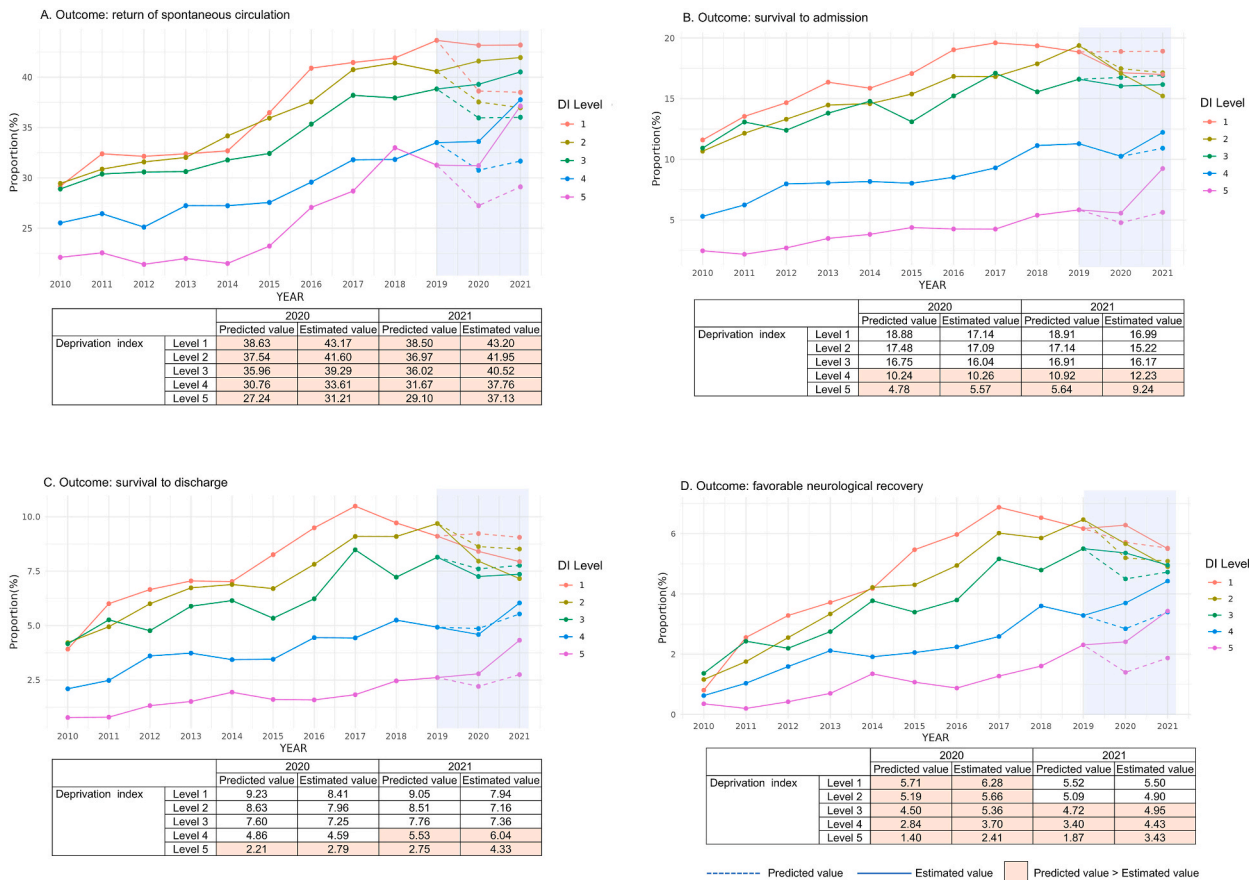 A. Outcome: return of spontaneous circulation
Proportion(%)
40
35
30
25
2010 2011 2012 2013 2014 2015 2016 2017 2018 2019 2020 2021
YEAR
DI Level
1
2
3
4
5
2020 2021
Predicted value Estimated value Predicted value Estimated value
Deprivation index Level 1 38.63 43.17 38.50 43.20
Level 2 37.54 41.60 36.97 41.95
Level 3 35.96 39.29 36.02 40.52
Level 4 30.76 33.61 31.67 37.76
Level 5 27.24 31.21 29.10 37.13
B. Outcome: survival to admission
Proportion(%)
20
15
10
5
2010 2011 2012 2013 2014 2015 2016 2017 2018 2019 2020 2021
YEAR
DI Level
1
2
3
4
5
2020 2021
Predicted value Estimated value Predicted value Estimated value
Deprivation index Level 1 18.88 17.14 18.91 16.99
Level 2 17.48 17.09 17.14 15.22
Level 3 16.75 16.04 16.91 16.17
Level 4 10.24 10.26 10.92 12.23
Level 5 4.78 5.57 5.64 9.24
C. Outcome: survival to discharge
Proportion(%)
10.0
7.5
5.0
2.5
2010 2011 2012 2013 2014 2015 2016 2017 2018 2019 2020 2021
YEAR
DI Level
1
2
3
4
5
2020 2021
Predicted value Estimated value Predicted value Estimated value
Deprivation index Level 1 9.23 8.41 9.05 7.94
Level 2 8.63 7.96 8.51 7.16
Level 3 7.60 7.25 7.76 7.36
Level 4 4.86 4.59 5.53 6.04
Level 5 2.21 2.79 2.75 4.33
D. Outcome: favorable neurological recovery
Proportion(%)
6
4
2
0
2010 2011 2012 2013 2014 2015 2016 2017 2018 2019 2020 2021
YEAR
DI Level
1
2
3
4
5
2020 2021
Predicted value Estimated value Predicted value Estimated value
Deprivation index Level 1 5.71 6.28 5.52 5.50
Level 2 5.19 5.66 5.09 4.90
Level 3 4.50 5.36 4.72 4.95
Level 4 2.84 3.70 3.40 4.43
Level 5 1.40 2.41 1.87 3.43
Predicted value Estimated value Predicted value > Estimated value